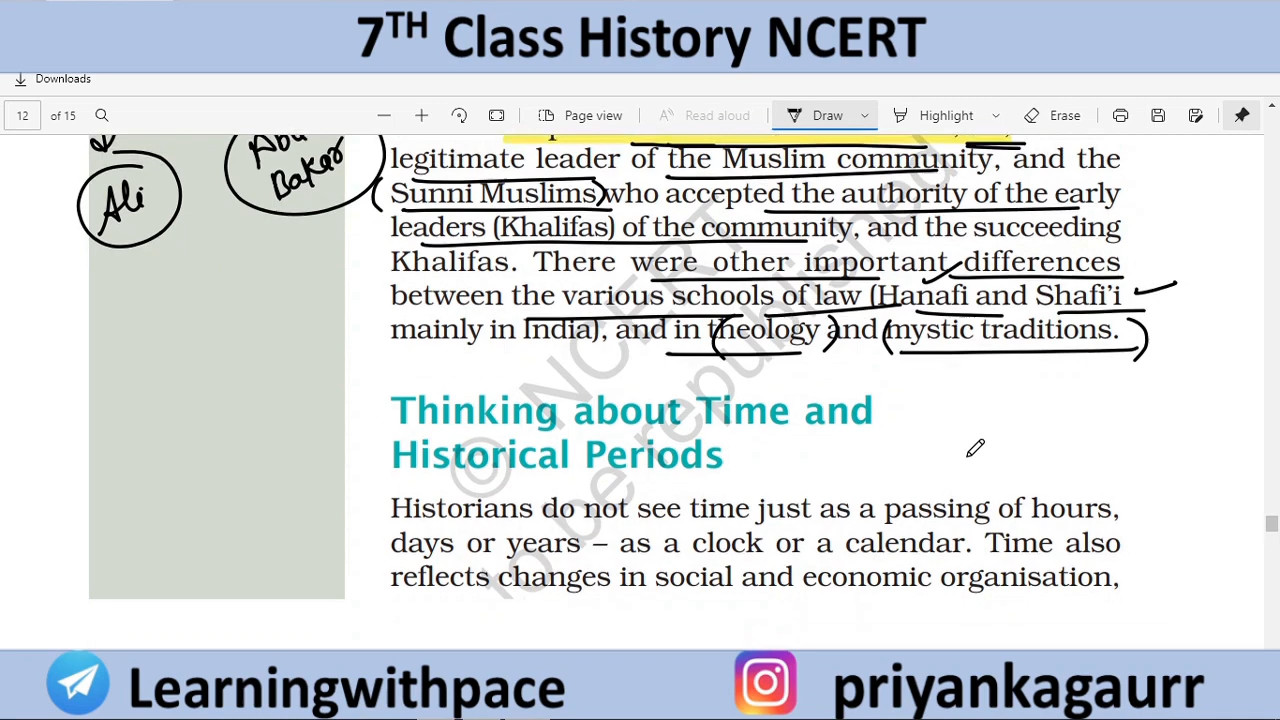 7TH Class History NCERT
Downloads
12 of 15 Page view Read aloud Draw Highlight Erase
Abu
Baker
Ali
legitimate leader of the Muslim community, and the
Sunni Muslims who accepted the authority of the early
leaders (Khalifas) of the community, and the succeeding
Khalifas. There were other important differences
between the various schools of law (Hanafi and Shafi'i
mainly in India), and in theology and mystic traditions.
Thinking about Time and
Historical Periods
Historians do not see time just as a passing of hours,
days or years – as a clock or a calendar. Time also
reflects changes in social and economic organisation,
© NCERT
to be republished
Learningwithpace priyankagaurr